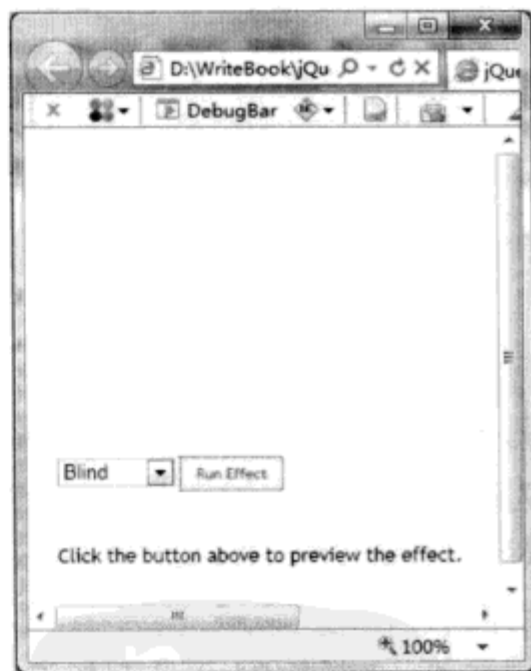 D:\WriteBook\jQu
jQue
DebugBar
Blind
Run Effect
Click the button above to preview the effect.
100%